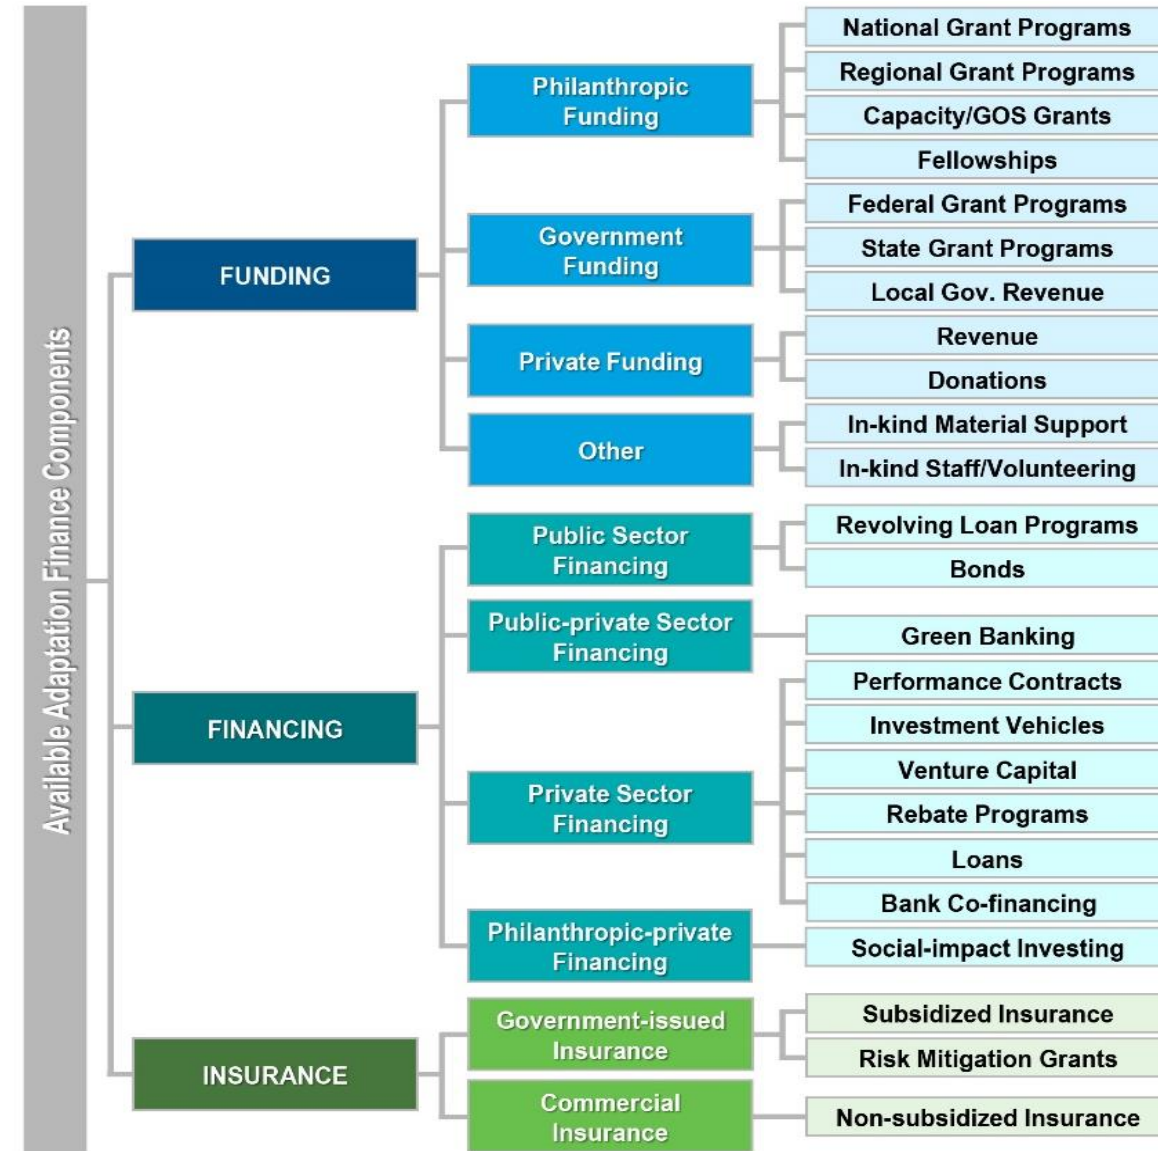 Available Adaptation Finance Components
FUNDING
Philanthropic
Funding
National Grant Programs
Regional Grant Programs
Capacity/GOS Grants
Fellowships
Government
Funding
Federal Grant Programs
State Grant Programs
Local Gov. Revenue
Private Funding
Revenue
Donations
Other
In-kind Material Support
In-kind Staff/Volunteering
FINANCING
Public Sector
Financing
Revolving Loan Programs
Bonds
Public-private Sector
Financing
Green Banking
Private Sector
Financing
Performance Contracts
Investment Vehicles
Venture Capital
Rebate Programs
Loans
Bank Co-financing
Philanthropic-private
Financing
Social-impact Investing
INSURANCE
Government-issued
Insurance
Subsidized Insurance
Risk Mitigation Grants
Commercial
Insurance
Non-subsidized Insurance